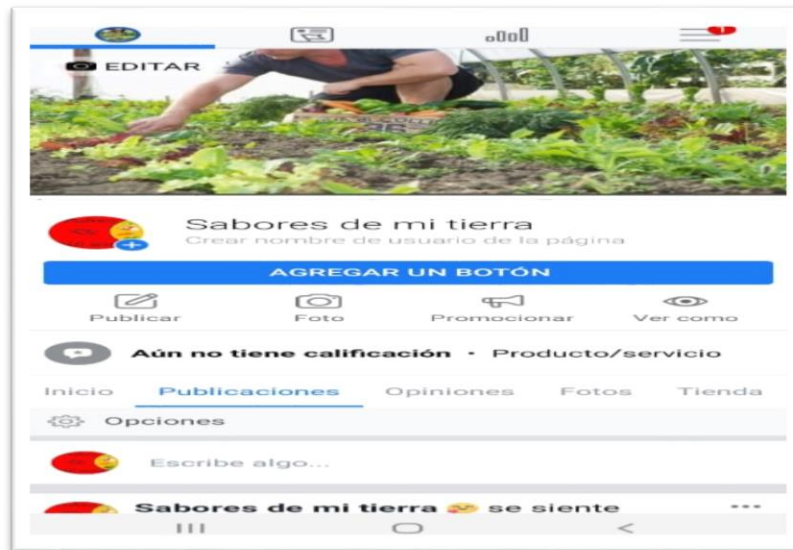 1
EDITAR
Sabores de mi tierra
Crear nombre de usuario de la página
AGREGAR UN BOTÓN
Publicar Foto Promocionar Ver como
Aún no tiene calificación · Producto/servicio
Inicio Publicaciones Opiniones Fotos Tienda
Opciones
Escribe algo...
Sabores de mi tierra se siente